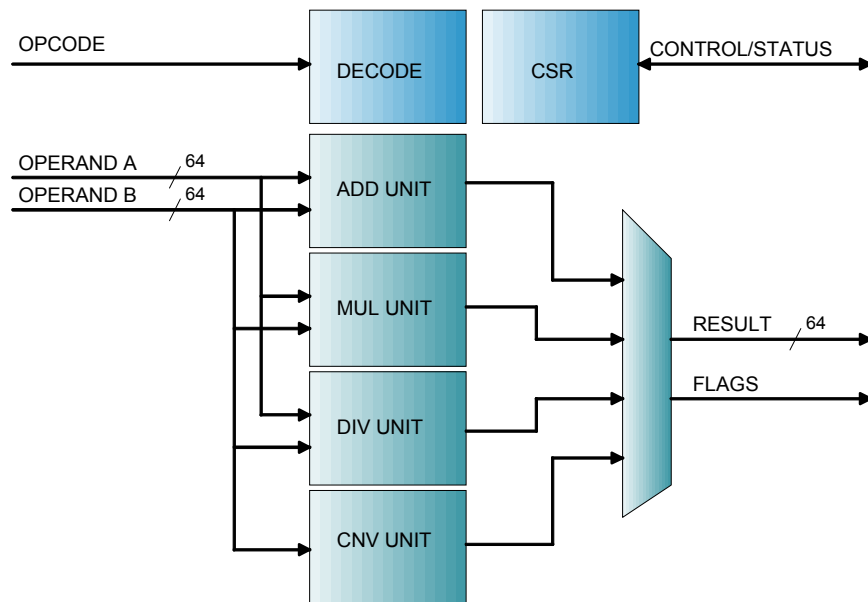 OPCODE
DECODE
CSR
CONTROL/STATUS
OPERAND A
64
OPERAND B
64
ADD UNIT
MUL UNIT
RESULT
64
FLAGS
DIV UNIT
CNV UNIT